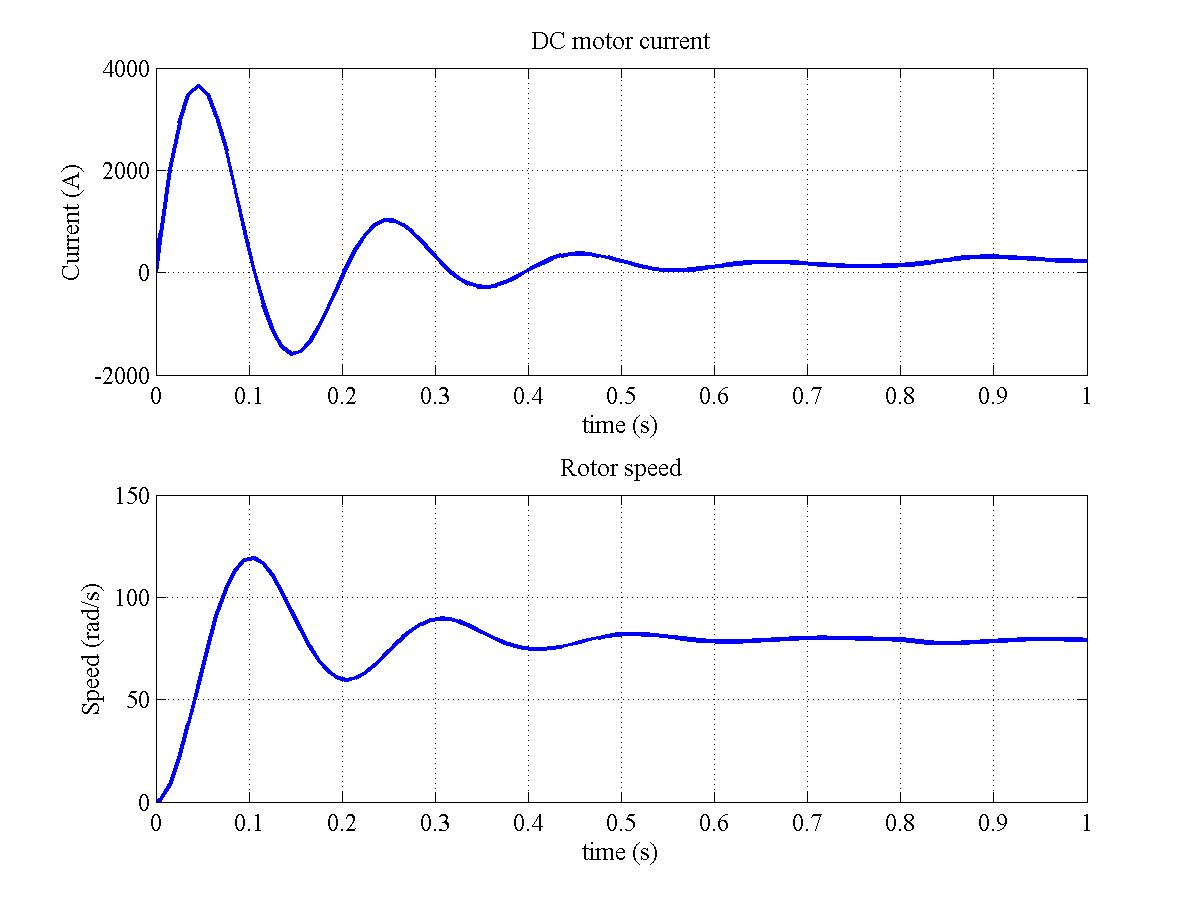 DC motor current
4000
2000
0
-2000
Current (A)
0 0.1 0.2 0.3 0.4 0.5 0.6 0.7 0.8 0.9 1
time (s)
Rotor speed
150
100
50
0
Speed (rad/s)
0 0.1 0.2 0.3 0.4 0.5 0.6 0.7 0.8 0.9 1
time (s)